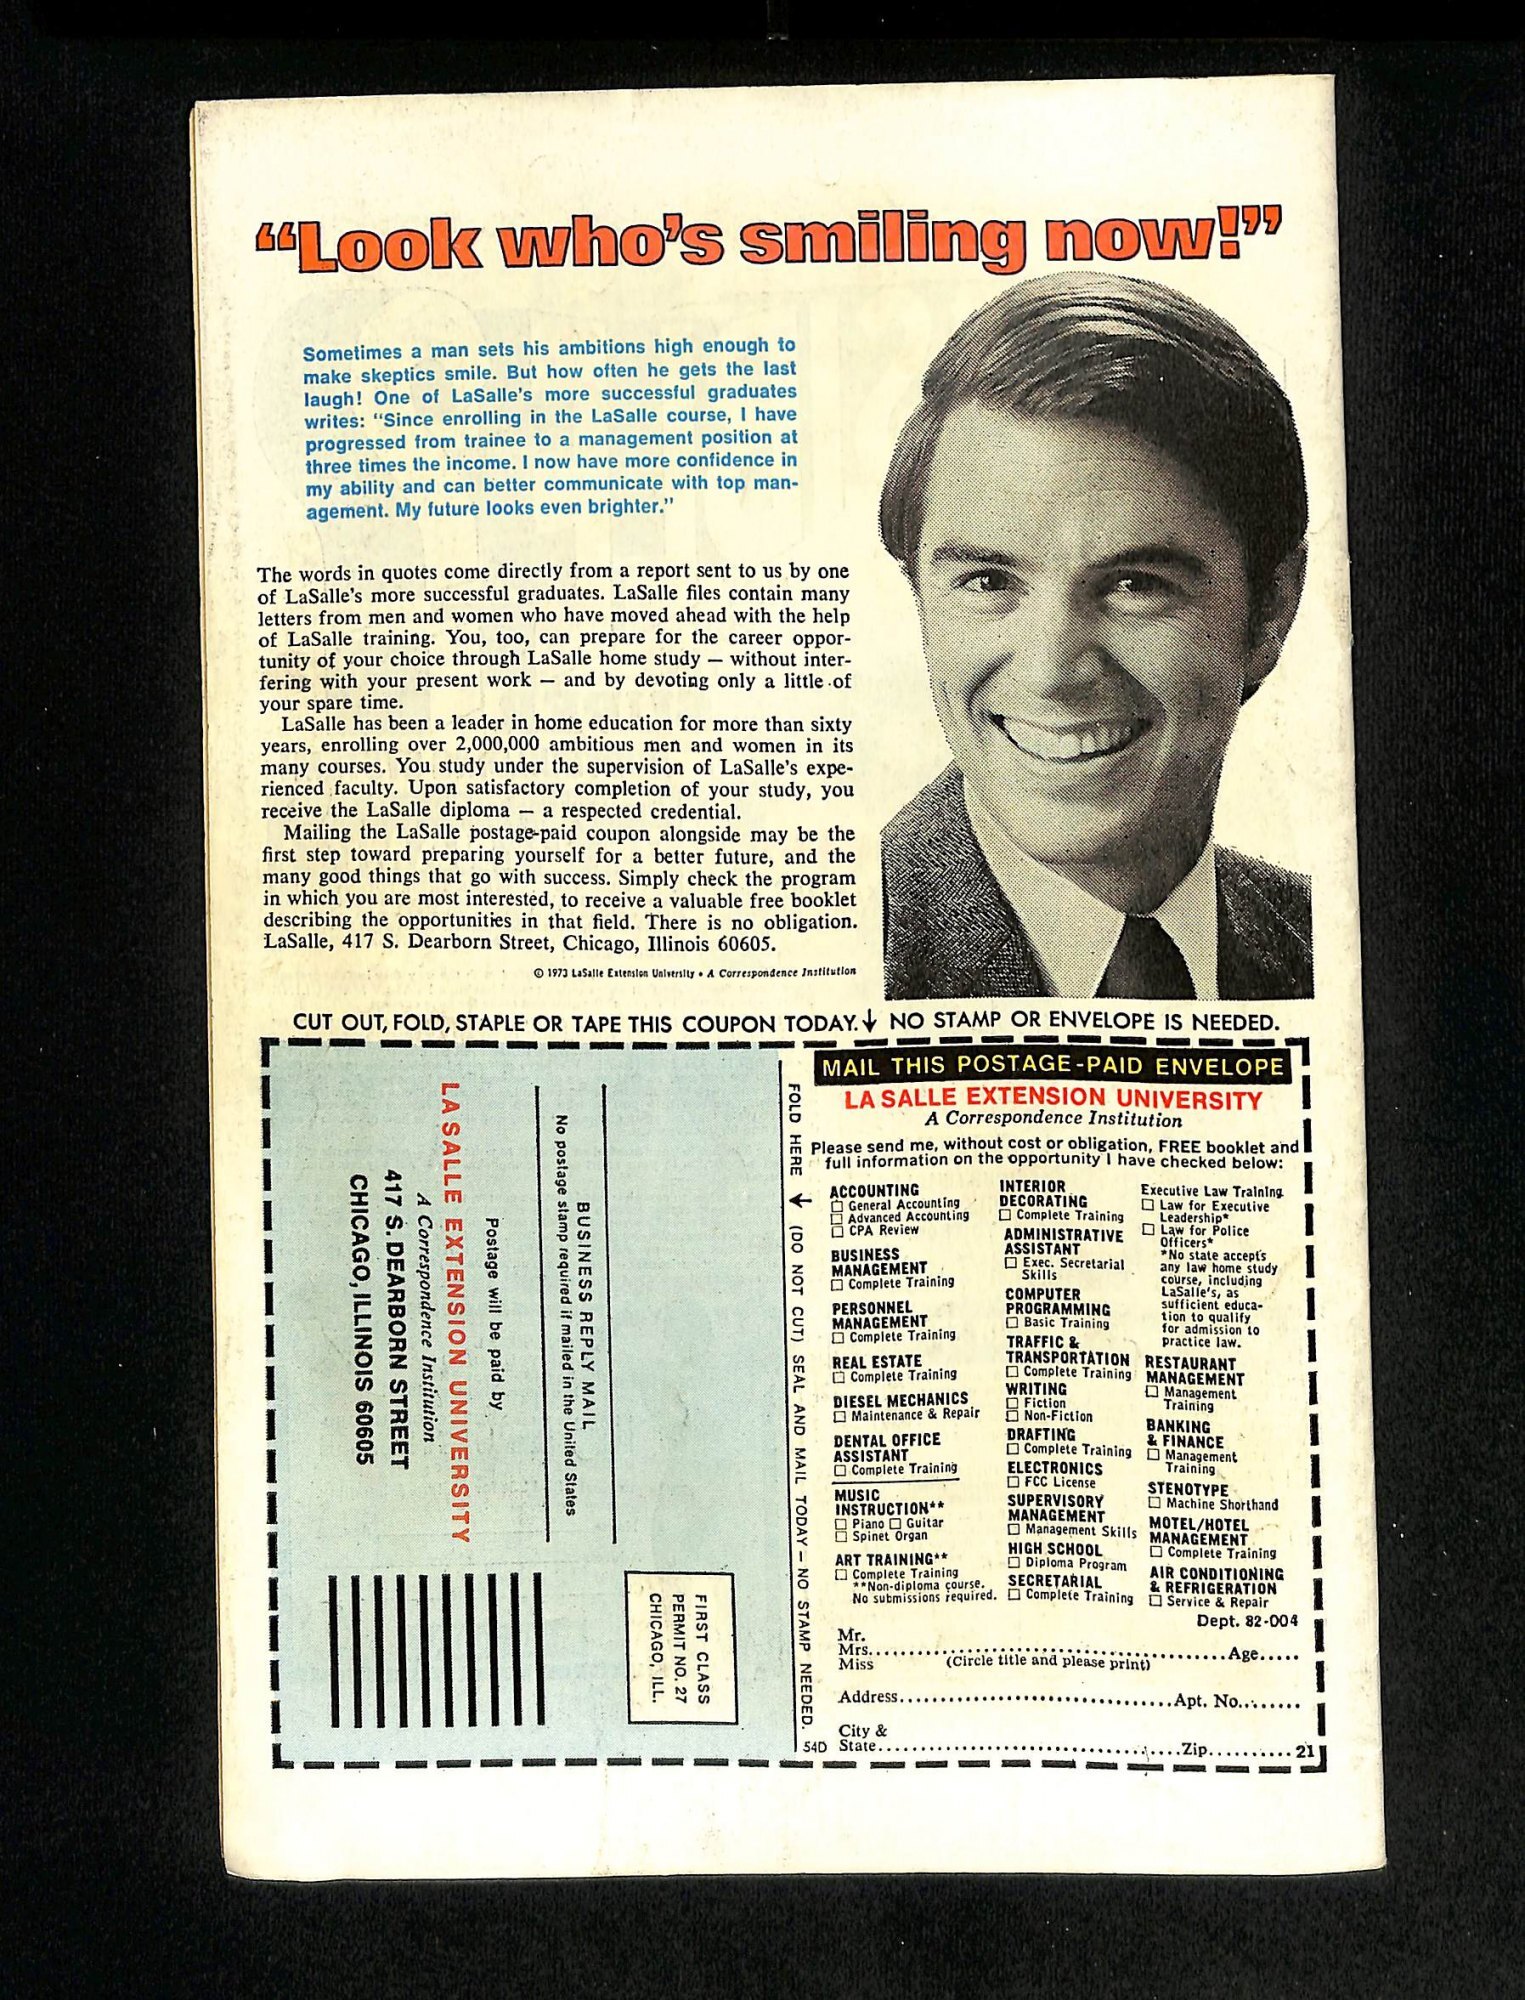 “Look who’s smiling now!”
Sometimes a man sets his ambitions high enough to
make skeptics smile. But how often he gets the last
laugh! One of LaSalle's more successful graduates
writes: “Since enrolling in the LaSalle course, I have
progressed from trainee to a management position at
three times the income. I now have more confidence in
my ability and can better communicate with top man-
agement. My future looks even brighter.”
The words in quotes come directly from a report sent to us by one
of LaSalle's more successful graduates. LaSalle files contain many
letters from men and women who have moved ahead with the help
of LaSalle training. You, too, can prepare for the career oppor-
tunity of your choice through LaSalle home study — without inter-
fering with your present work — and by devoting only a little of
your spare time.
LaSalle has been a leader in home education for more than sixty
years, enrolling over 2,000,000 ambitious men and women in its
many courses. You study under the supervision of LaSalle's expe-
rienced faculty. Upon satisfactory completion of your study, you
receive the LaSalle diploma — a respected credential.
Mailing the LaSalle postage-paid coupon alongside may be the
first step toward preparing yourself for a better future, and the
many good things that go with success. Simply check the program
in which you are most interested, to receive a valuable free booklet
describing the opportunities in that field. There is no obligation.
LaSalle, 417 S. Dearborn Street, Chicago, Illinois 60605.
© 1973 LaSalle Extension University • A Correspondence Institution
CUT OUT, FOLD, STAPLE OR TAPE THIS COUPON TODAY. ↓ NO STAMP OR ENVELOPE IS NEEDED.
FIRST CLASS
PERMIT NO. 27
CHICAGO, ILL.
BUSINESS REPLY MAIL
No postage stamp required if mailed in the United States
Postage will be paid by
LASALLE EXTENSION UNIVERSITY
A Correspondence Institution
417 S. DEARBORN STREET
CHICAGO, ILLINOIS 60605
FOLD HERE ↓ (DO NOT CUT) SEAL AND MAIL TODAY — NO STAMP NEEDED.
MAIL THIS POSTAGE-PAID ENVELOPE
LA SALLE EXTENSION UNIVERSITY
A Correspondence Institution
Please send me, without cost or obligation, FREE booklet and
full information on the opportunity I have checked below:
ACCOUNTING
☐ General Accounting
☐ Advanced Accounting
☐ CPA Review
BUSINESS
MANAGEMENT
☐ Complete Training
PERSONNEL
MANAGEMENT
☐ Complete Training
REAL ESTATE
☐ Complete Training
DIESEL MECHANICS
☐ Maintenance & Repair
DENTAL OFFICE
ASSISTANT
☐ Complete Training
MUSIC
INSTRUCTION**
☐ Piano ☐ Guitar
☐ Spinet Organ
ART TRAINING**
☐ Complete Training
**Non-diploma course.
No submissions required.
INTERIOR
DECORATING
☐ Complete Training
ADMINISTRATIVE
ASSISTANT
☐ Exec. Secretarial
Skills
COMPUTER
PROGRAMMING
☐ Basic Training
TRAFFIC &
TRANSPORTATION
☐ Complete Training
WRITING
☐ Fiction
☐ Non-Fiction
DRAFTING
☐ Complete Training
ELECTRONICS
☐ FCC License
SUPERVISORY
MANAGEMENT
☐ Management Skills
HIGH SCHOOL
☐ Diploma Program
SECRETARIAL
☐ Complete Training
Executive Law Training
☐ Law for Executive
Leadership*
☐ Law for Police
Officers*
*No state accepts
any law home study
course, including
LaSalle's, as
sufficient educa-
tion to qualify
for admission to
practice law.
RESTAURANT
MANAGEMENT
☐ Management
Training
BANKING
& FINANCE
☐ Management
Training
STENOTYPE
☐ Machine Shorthand
MOTEL/HOTEL
MANAGEMENT
☐ Complete Training
AIR CONDITIONING
& REFRIGERATION
☐ Service & Repair
Dept. 82-004
Mr.
Mrs. Age
Miss (Circle title and please print)
Address Apt. No.
City &
54D State Zip 21